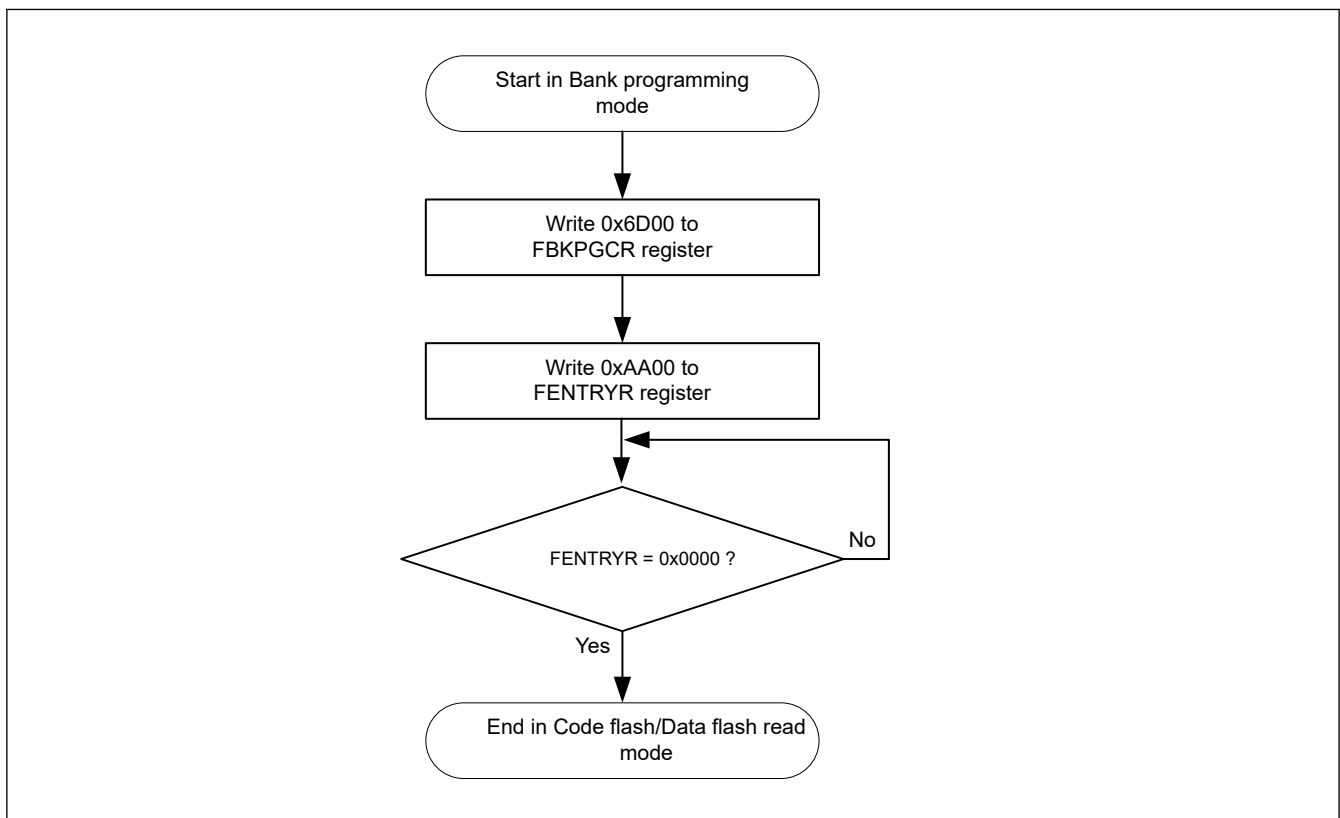 Start in Bank programming
mode
Write 0x6D00 to
FBKPGCR register
Write 0xAA00 to
FENTRYR register
FENTRYR = 0x0000 ?
No
Yes
End in Code flash/Data flash read
mode